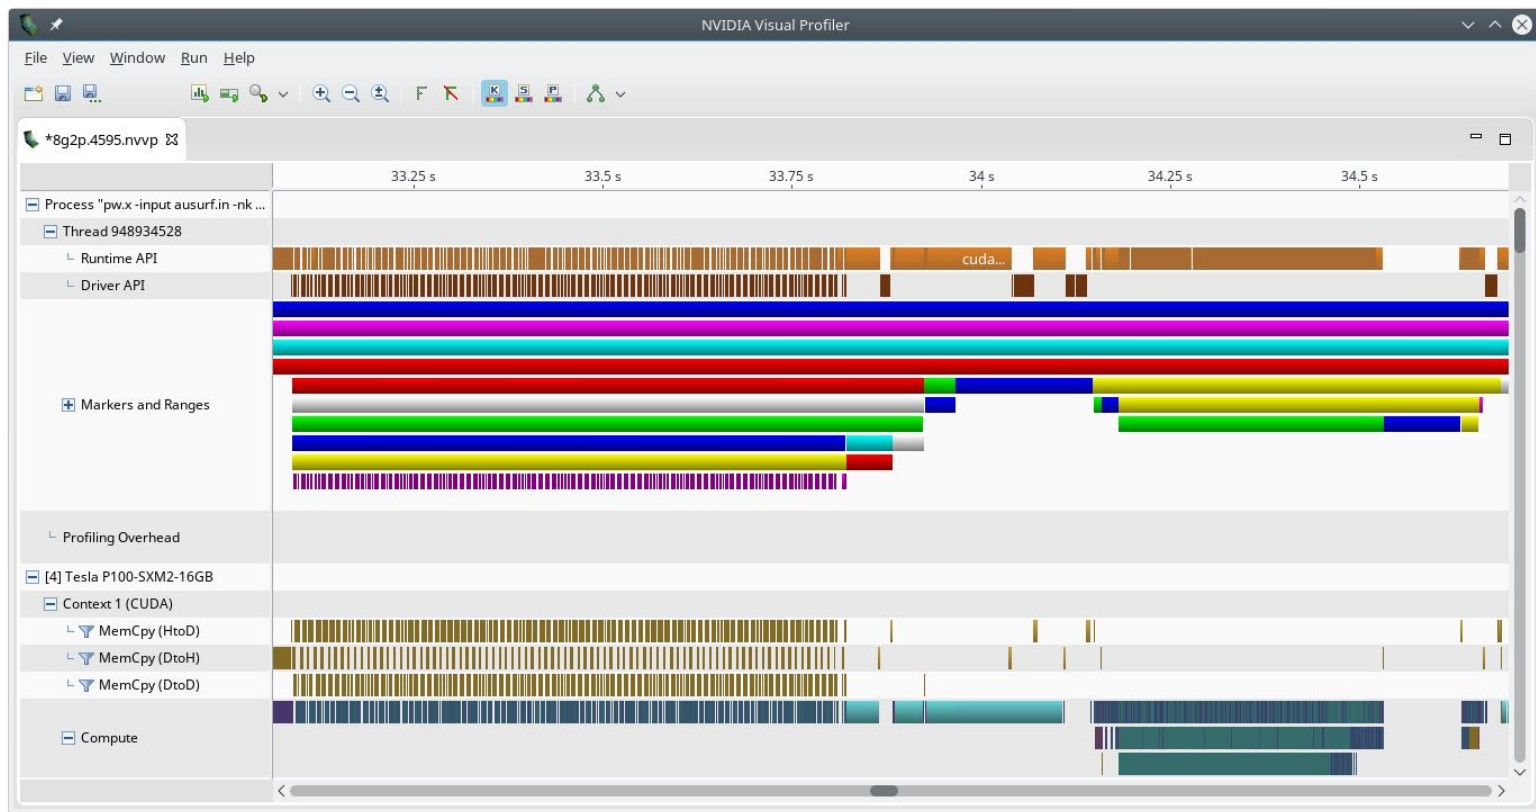 NVIDIA Visual Profiler
File View Window Run Help
*8g2p.4595.nvvp
33.25 s 33.5 s 33.75 s 34 s 34.25 s 34.5 s
Process "pw.x -input ausurf.in -nk ...
Thread 948934528
Runtime API
cuda...
Driver API
Markers and Ranges
Profiling Overhead
[4] Tesla P100-SXM2-16GB
Context 1 (CUDA)
MemCpy (HtoD)
MemCpy (DtoH)
MemCpy (DtoD)
Compute